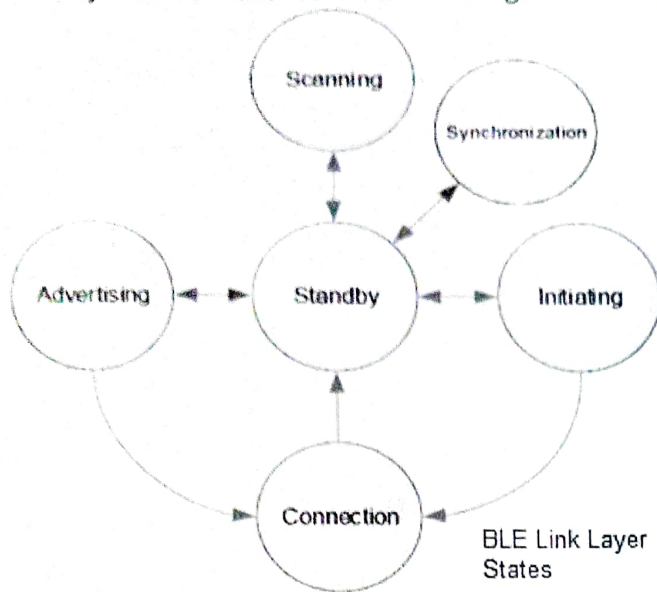 Scanning
Synchronization
Advertising
Standby
Initiating
Connection
BLE Link Layer
States